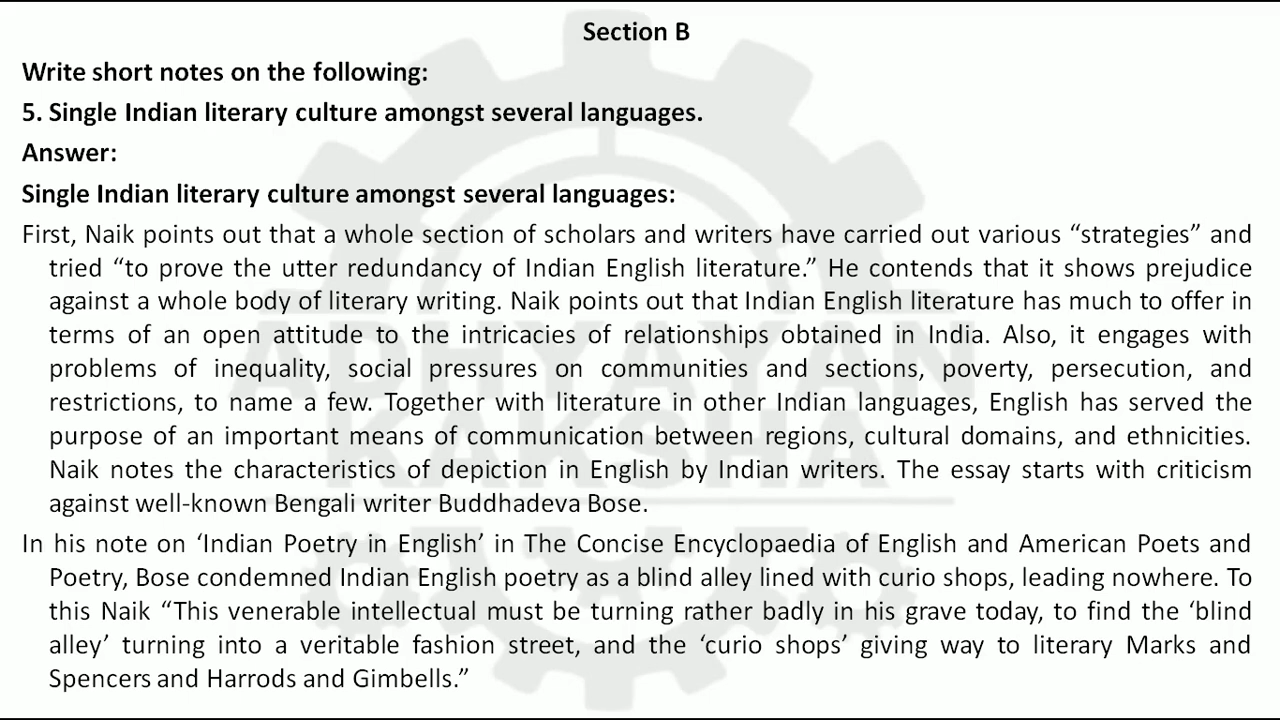 Section B
Write short notes on the following:
5. Single Indian literary culture amongst several languages.
Answer:
Single Indian literary culture amongst several languages:
First, Naik points out that a whole section of scholars and writers have carried out various “strategies” and
tried “to prove the utter redundancy of Indian English literature.” He contends that it shows prejudice
against a whole body of literary writing. Naik points out that Indian English literature has much to offer in
terms of an open attitude to the intricacies of relationships obtained in India. Also, it engages with
problems of inequality, social pressures on communities and sections, poverty, persecution, and
restrictions, to name a few. Together with literature in other Indian languages, English has served the
purpose of an important means of communication between regions, cultural domains, and ethnicities.
Naik notes the characteristics of depiction in English by Indian writers. The essay starts with criticism
against well-known Bengali writer Buddhadeva Bose.
In his note on ‘Indian Poetry in English’ in The Concise Encyclopaedia of English and American Poets and
Poetry, Bose condemned Indian English poetry as a blind alley lined with curio shops, leading nowhere. To
this Naik “This venerable intellectual must be turning rather badly in his grave today, to find the ‘blind
alley’ turning into a veritable fashion street, and the ‘curio shops’ giving way to literary Marks and
Spencers and Harrods and Gimbells.”
ADHYAYAN
KAKSHA